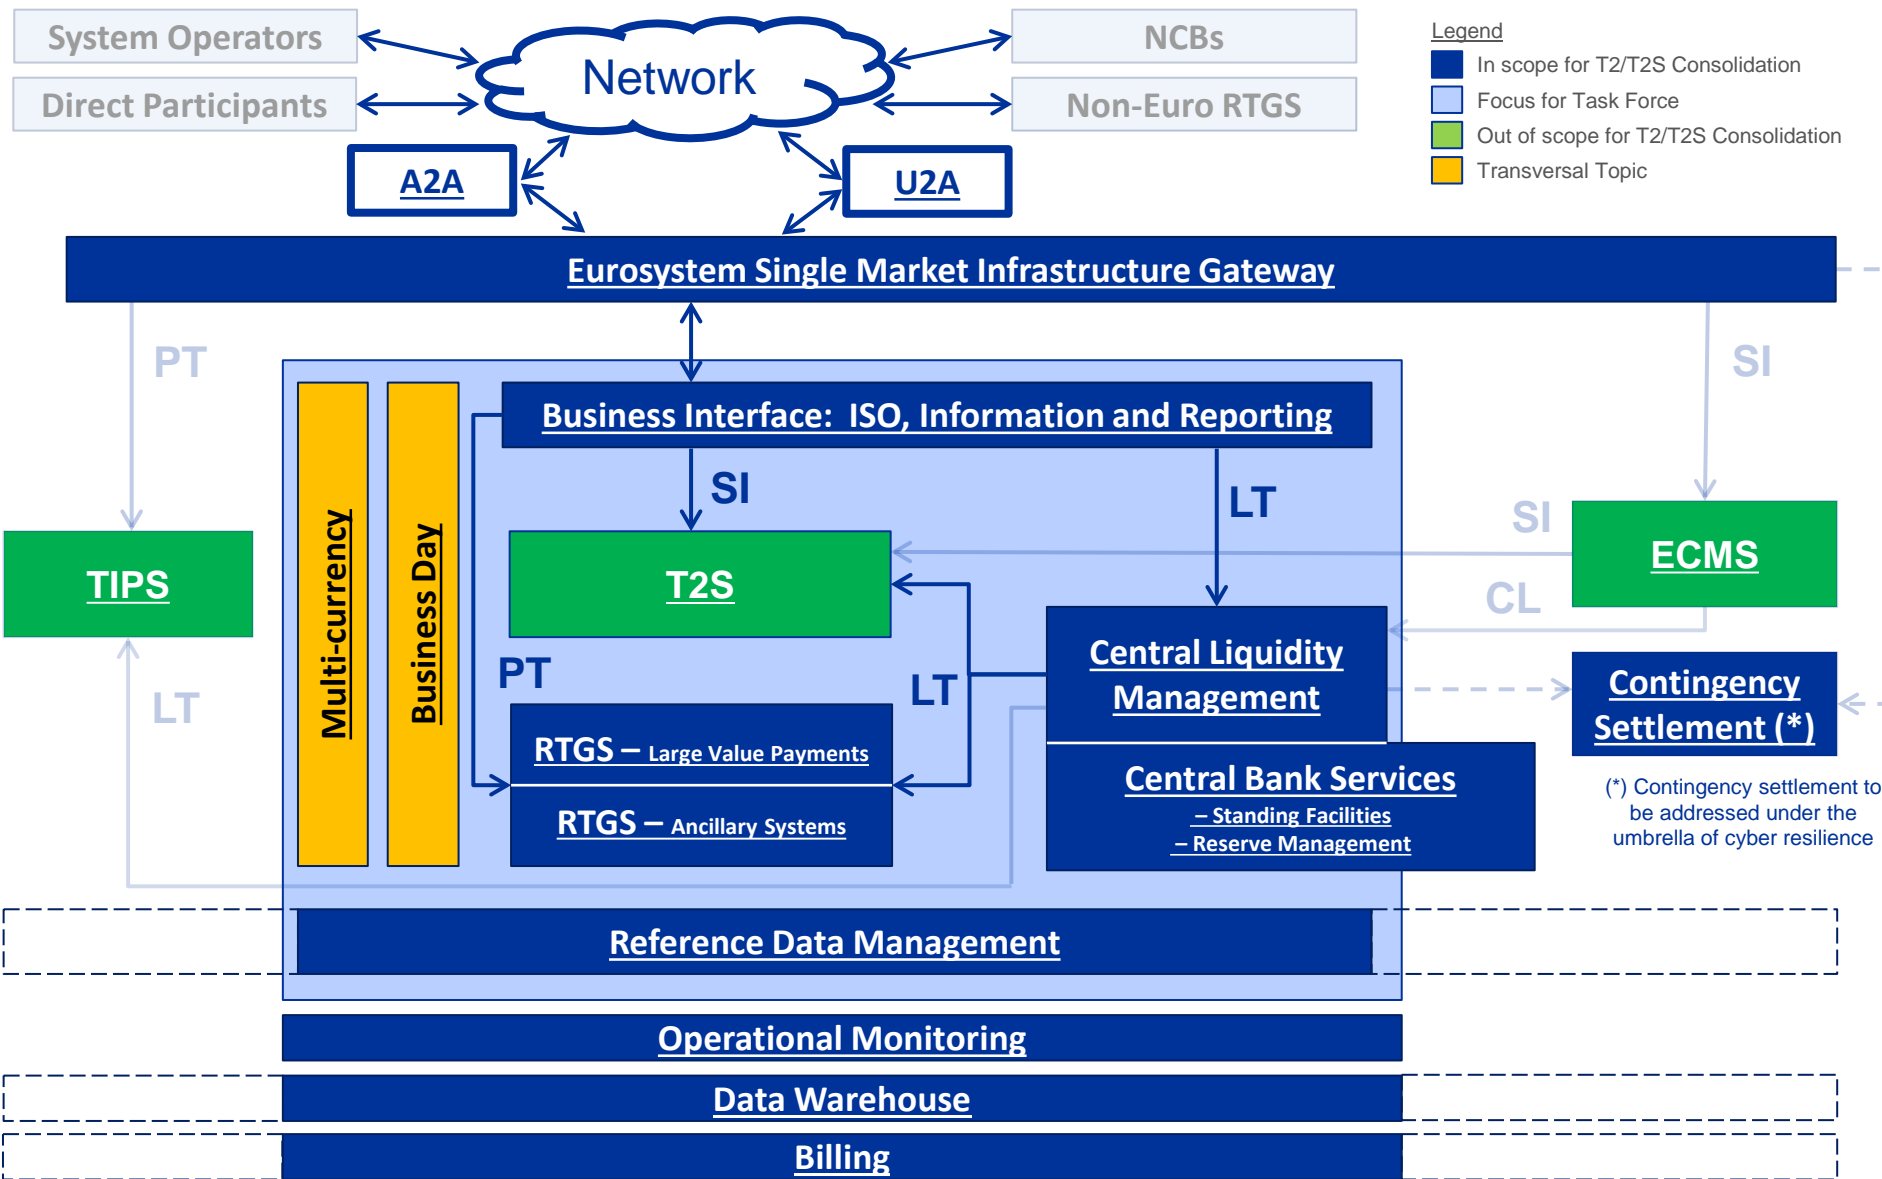 System Operators
Direct Participants
Network
NCBs
Non-Euro RTGS
Legend
In scope for T2/T2S Consolidation
Focus for Task Force
Out of scope for T2/T2S Consolidation
Transversal Topic
A2A
U2A
Eurosystem Single Market Infrastructure Gateway
PT
SI
Business Interface:  ISO, Information and Reporting
SI
LT
Multi-currency
Business Day
TIPS
T2S
SI
ECMS
CL
LT
PT
LT
Central Liquidity
Management
Contingency
Settlement (*)
RTGS – Large Value Payments
RTGS – Ancillary Systems
Central Bank Services
– Standing Facilities
– Reserve Management
(*) Contingency settlement to
be addressed under the
umbrella of cyber resilience
Reference Data Management
Operational Monitoring
Data Warehouse
Billing